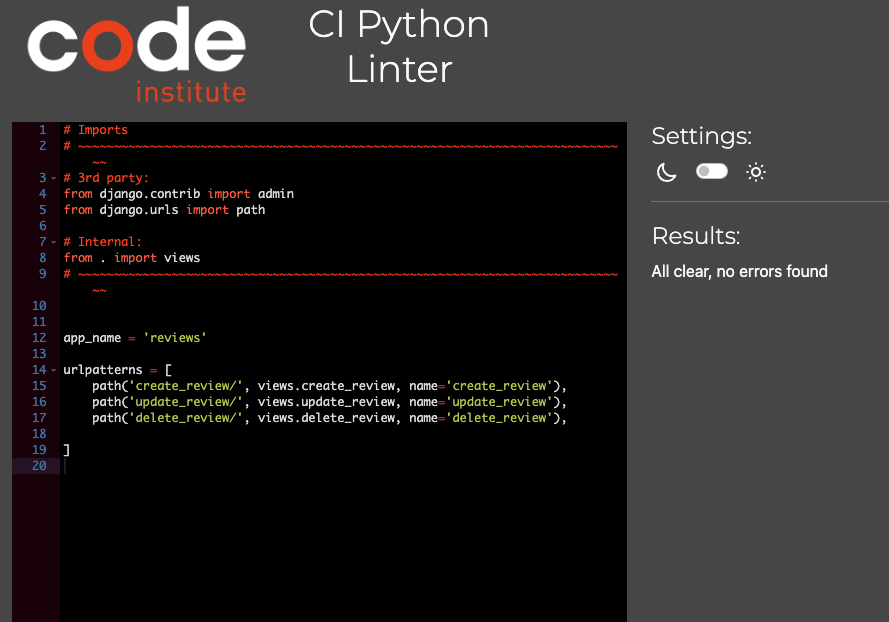 code
institute
CI Python
Linter
1 # Imports
2 # ~~~~~~~~~~~~~~~~~~~~~~~~~~~~~~~~~~~~~~~~~~~~~~~~~~~~~~~~~~~~~~~~~~~~~~~~~~~
~~
3 # 3rd party:
4 from django.contrib import admin
5 from django.urls import path
6
7 # Internal:
8 from . import views
9 # ~~~~~~~~~~~~~~~~~~~~~~~~~~~~~~~~~~~~~~~~~~~~~~~~~~~~~~~~~~~~~~~~~~~~~~~~~~~
~~
10
11
12 app_name = 'reviews'
13
14 urlpatterns = [
15     path('create_review/', views.create_review, name='create_review'),
16     path('update_review/', views.update_review, name='update_review'),
17     path('delete_review/', views.delete_review, name='delete_review'),
18
19 ]
20
Settings:
Results:
All clear, no errors found